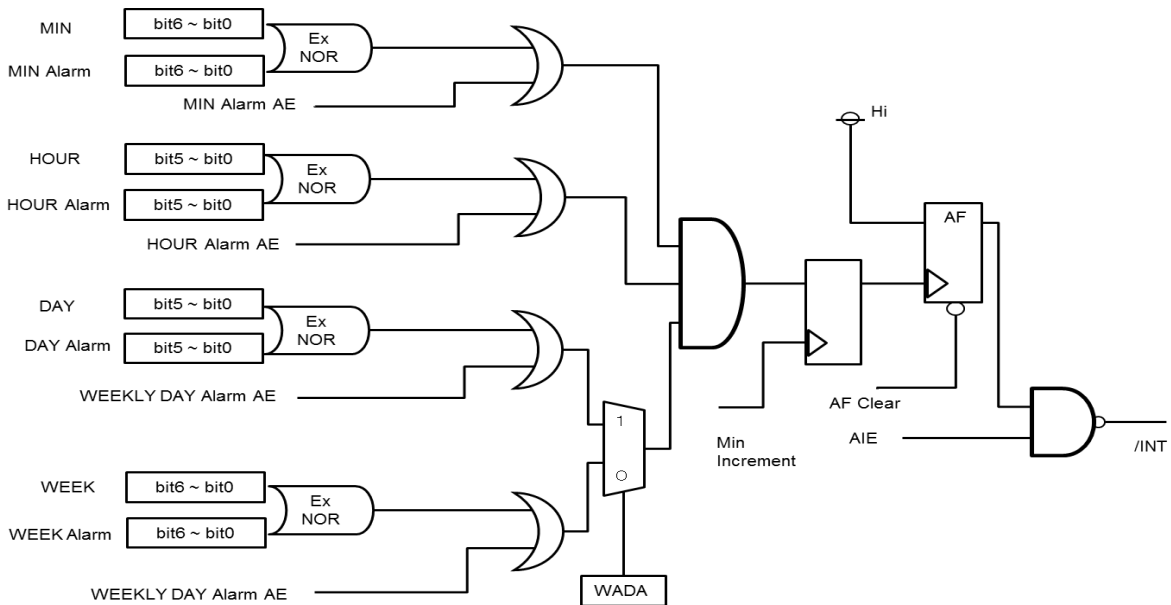 MIN
bit6 ~ bit0
Ex
NOR
MIN Alarm
bit6 ~ bit0
MIN Alarm AE
HOUR
bit5 ~ bit0
Ex
NOR
HOUR Alarm
bit5 ~ bit0
HOUR Alarm AE
DAY
bit5 ~ bit0
Ex
NOR
DAY Alarm
bit5 ~ bit0
WEEKLY DAY Alarm AE
WEEK
bit6 ~ bit0
Ex
NOR
WEEK Alarm
bit6 ~ bit0
WEEKLY DAY Alarm AE
1
0
WADA
Min
Increment
Hi
AF
AF Clear
AIE
/INT